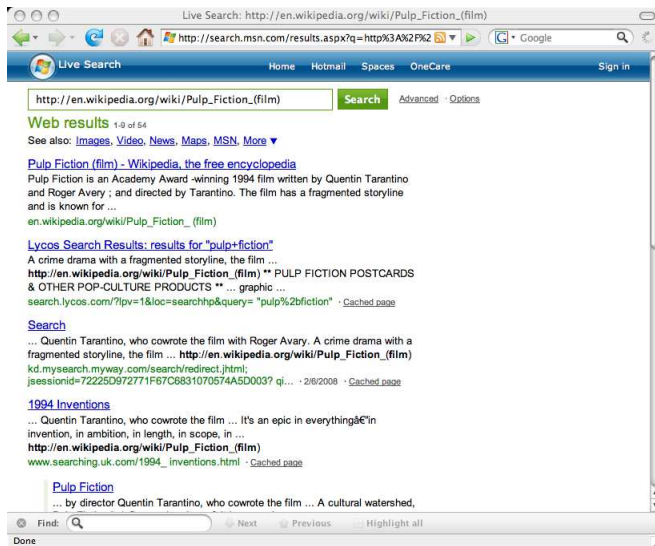 Live Search: http://en.wikipedia.org/wiki/Pulp_Fiction_(film)
http://search.msn.com/results.aspx?q=http%3A%2F%2
G Google
Live Search Home Hotmail Spaces OneCare Sign in
http://en.wikipedia.org/wiki/Pulp_Fiction_(film) Search Advanced · Options
Web results 1-9 of 54
See also: Images, Video, News, Maps, MSN, More ▼
Pulp Fiction (film) - Wikipedia, the free encyclopedia
Pulp Fiction is an Academy Award -winning 1994 film written by Quentin Tarantino
and Roger Avery ; and directed by Tarantino. The film has a fragmented storyline
and is known for ...
en.wikipedia.org/wiki/Pulp_Fiction_ (film)
Lycos Search Results: results for "pulp+fiction"
A crime drama with a fragmented storyline, the film ...
http://en.wikipedia.org/wiki/Pulp_Fiction_(film) ** PULP FICTION POSTCARDS
& OTHER POP-CULTURE PRODUCTS ** ... graphic ...
search.lycos.com/?lpv=1&loc=searchhp&query= "pulp%2bfiction" · Cached page
Search
... Quentin Tarantino, who cowrote the film with Roger Avary. A crime drama with a
fragmented storyline, the film ... http://en.wikipedia.org/wiki/Pulp_Fiction_(film)
kd.mysearch.myway.com/search/redirect.jhtml;
jsessionid=72225D972771F67C6831070574A5D003? qi... · 2/6/2008 · Cached page
1994 Inventions
... Quentin Tarantino, who cowrote the film ... It's an epic in everythingâ€"in
invention, in ambition, in length, in scope, in ...
http://en.wikipedia.org/wiki/Pulp_Fiction_(film)
www.searching.uk.com/1994_ inventions.html · Cached page
Pulp Fiction
... by director Quentin Tarantino, who cowrote the film ... A cultural watershed,
Find: Next Previous Highlight all
Done